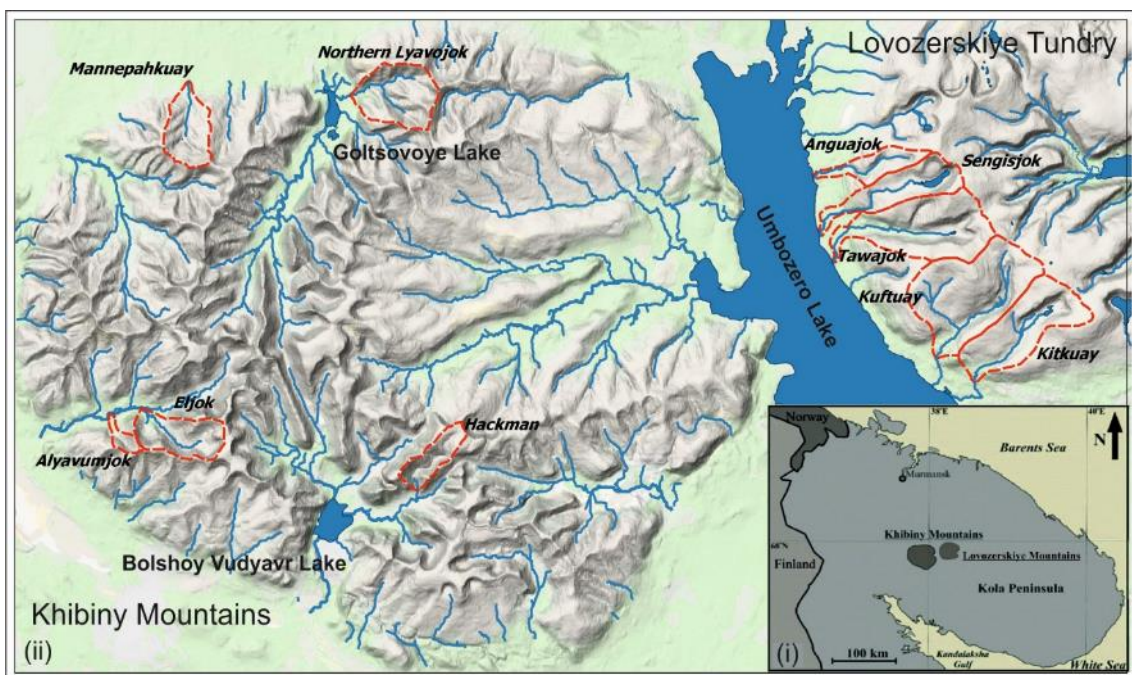 Lovozerskiye Tundry
Northern Lyavojok
Mannepahkuay
Goltsovoye Lake
Anguajok
Sengisjok
Umbozero Lake
Tawajok
Kuftuay
Kitkuay
Eljok
Hackman
Alyavumjok
Bolshoy Vudyavr Lake
Khibiny Mountains
(ii)
Norway
38°E
40°E
Barents Sea
N
Murmansk
Khibiny Mountains
Lovozerskiye Mountains
Finland
Kola Peninsula
(i)
100 km
Kandalaksha
Gulf
White Sea